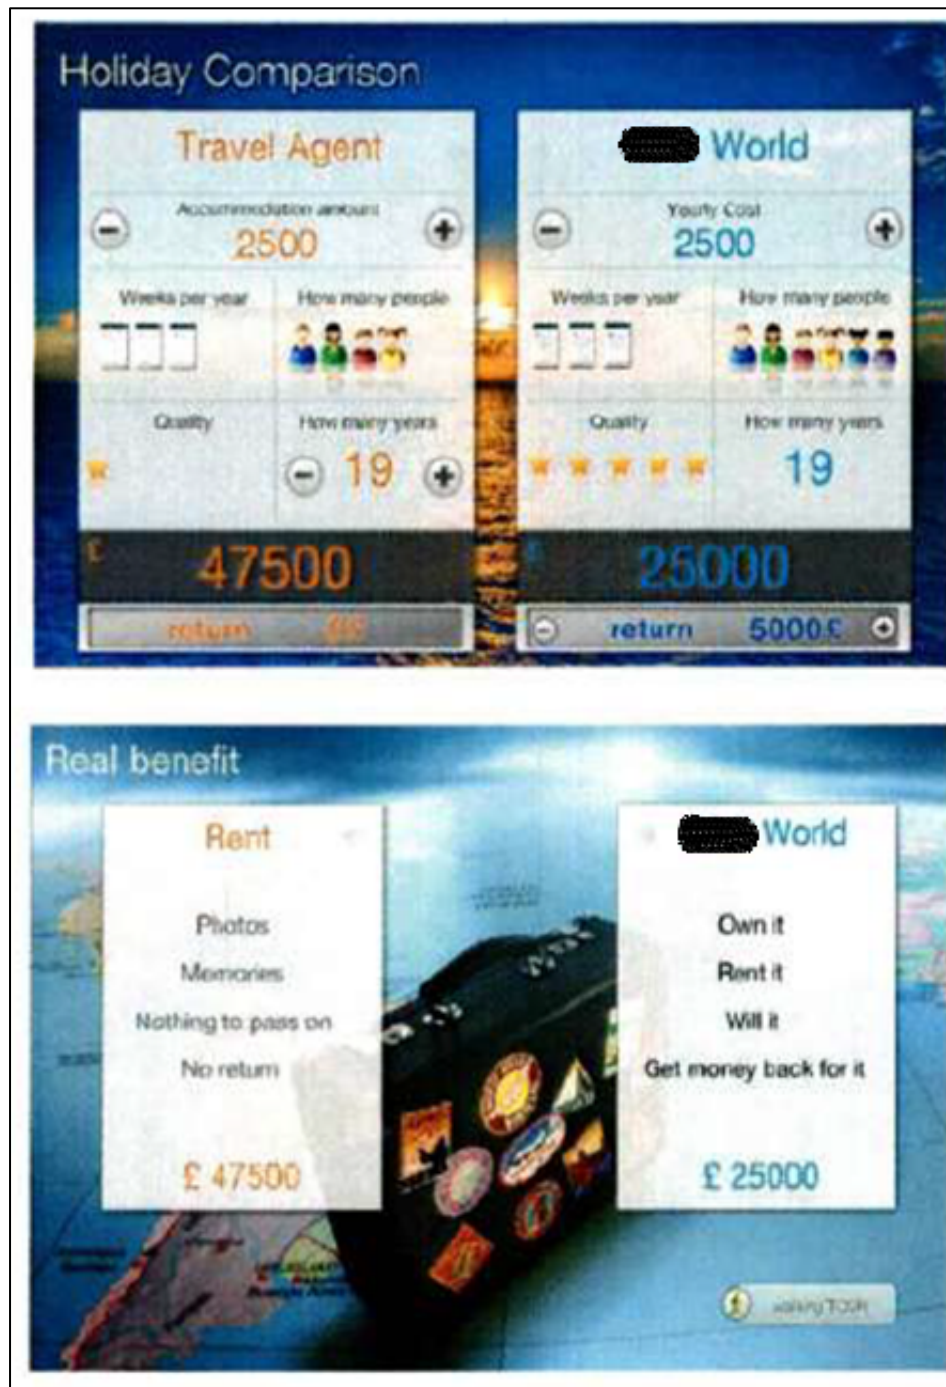 Holiday Comparison
Travel Agent
Accommodation amount
2500
Weeks per year
How many people
Quality
How many years
19
£
47500
return
World
Yearly Cost
2500
Weeks per year
How many people
Quality
How many years
19
£
25000
return 5000£
Real benefit
Rent
Photos
Memories
Nothing to pass on
No return
£ 47500
World
Own it
Rent it
Will it
Get money back for it
£ 25000
walking TOUR